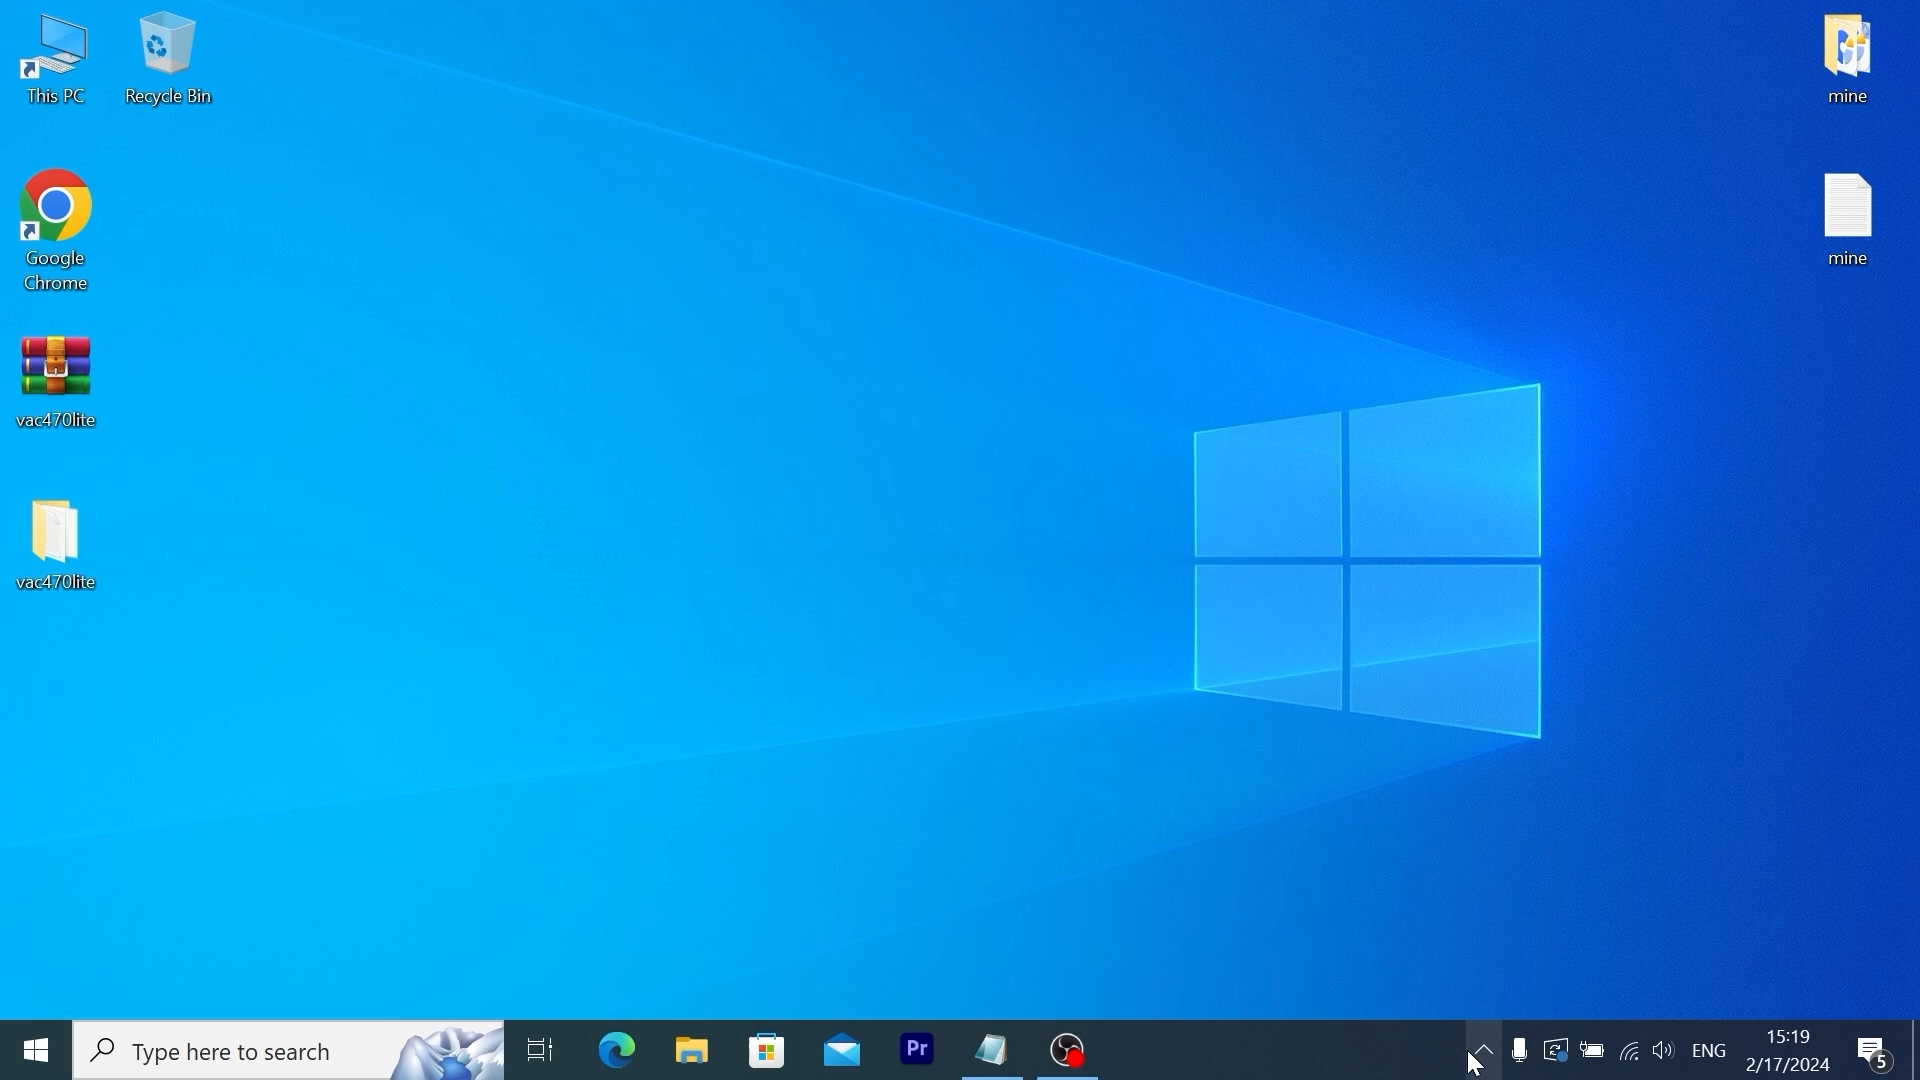 This PC
Recycle Bin
mine
Google
Chrome
mine
vac470lite
vac470lite
Type here to search
Pr
ENG
15:19
2/17/2024
5